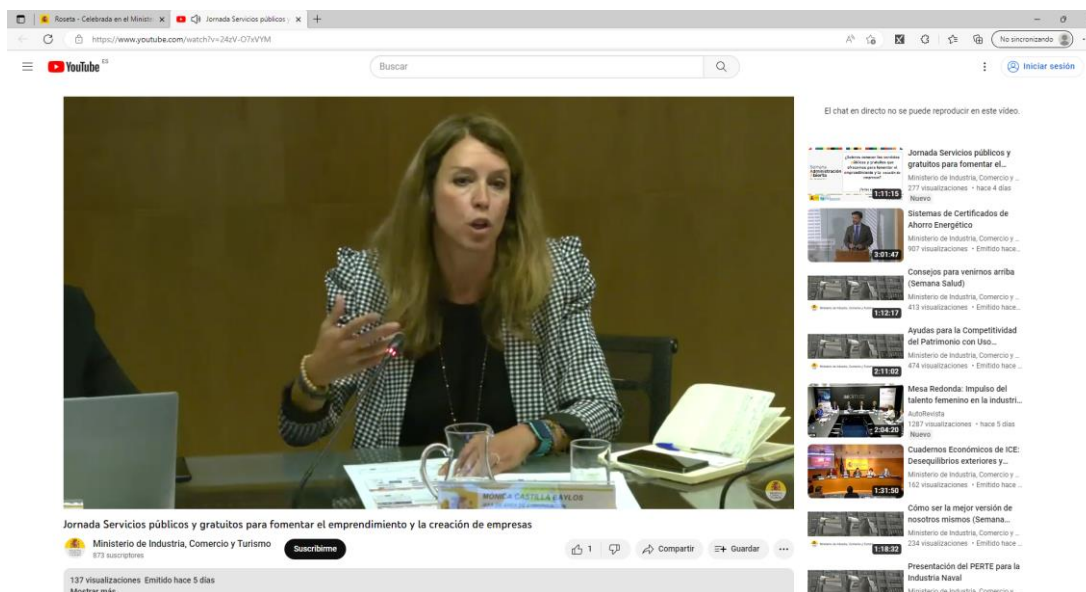 Roseta - Celebrada en el Ministe
Jornada Servicios públicos y
https://www.youtube.com/watch?v=24zV-O7xVYM
No sincronizando
YouTube ES
Buscar
Iniciar sesión
El chat en directo no se puede reproducir en este vídeo.
MÓNICA CASTILLA BAYLOS
Jornada Servicios públicos y gratuitos para fomentar el emprendimiento y la creación de empresas
Ministerio de Industria, Comercio y Turismo
873 suscriptores
Suscribirme
1
Compartir
Guardar
137 visualizaciones Emitido hace 5 días
Mostrar más
Jornada Servicios públicos y
gratuitos para fomentar el...
Ministerio de Industria, Comercio y ...
277 visualizaciones • hace 4 días
Nuevo
1:11:15
Sistemas de Certificados de
Ahorro Energético
Ministerio de Industria, Comercio y ...
907 visualizaciones • Emitido hace...
3:01:47
Consejos para venirnos arriba
(Semana Salud)
Ministerio de Industria, Comercio y ...
413 visualizaciones • Emitido hace...
1:12:17
Ayudas para la Competitividad
del Patrimonio con Uso...
Ministerio de Industria, Comercio y ...
474 visualizaciones • Emitido hace...
2:11:02
Mesa Redonda: Impulso del
talento femenino en la industri...
AutoRevista
1287 visualizaciones • hace 5 días
Nuevo
2:04:20
Cuadernos Económicos de ICE:
Desequilibrios exteriores y...
Ministerio de Industria, Comercio y ...
162 visualizaciones • Emitido hace ...
1:31:50
Cómo ser la mejor versión de
nosotros mismos (Semana...
Ministerio de Industria, Comercio y ...
234 visualizaciones • Emitido hace ...
1:18:32
Presentación del PERTE para la
Industria Naval
Ministerio de Industria, Comercio y ...